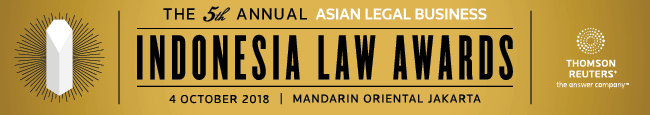 THE 5th ANNUAL ASIAN LEGAL BUSINESS
INDONESIA LAW AWARDS
4 OCTOBER 2018 | MANDARIN ORIENTAL JAKARTA
THOMSON
REUTERS
the answer company™